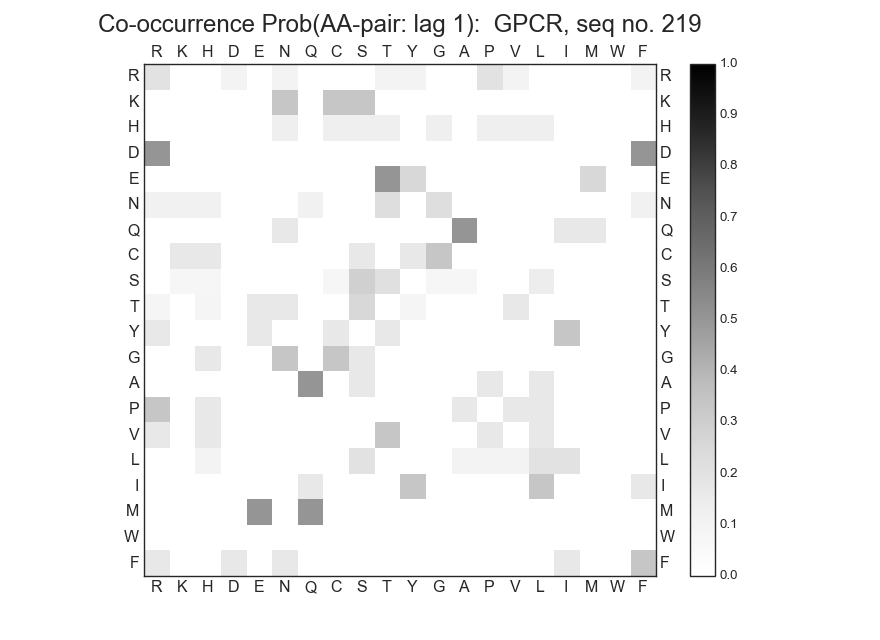 Co-occurrence Prob(AA-pair: lag 1):  GPCR, seq no. 219
R K H D E N Q C S T Y G A P V L I M W F
R R 1.0
K K 0.9
H H
D D 0.8
E E
N N 0.7
Q Q
C C 0.6
S S
T T 0.5
Y Y
G G 0.4
A A
P P 0.3
V V
L L 0.2
I I
M M 0.1
W W
F F 0.0
R K H D E N Q C S T Y G A P V L I M W F